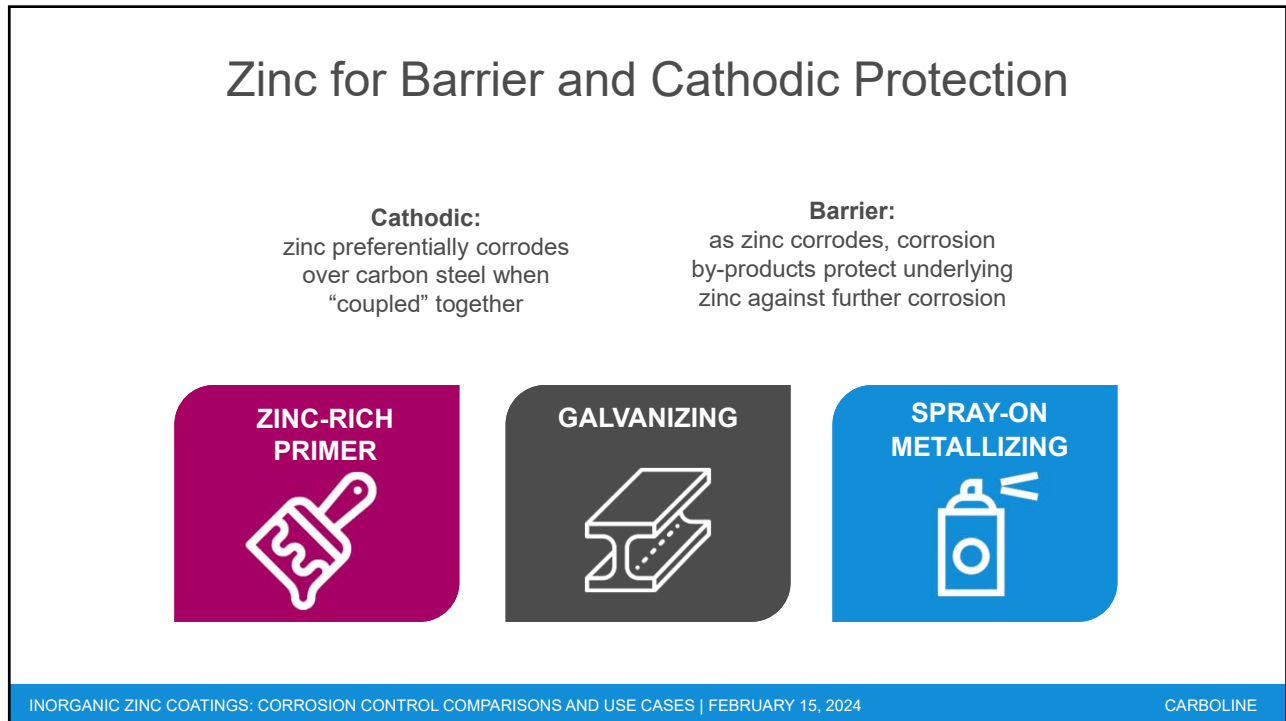 Zinc for Barrier and Cathodic Protection
Cathodic:
zinc preferentially corrodes
over carbon steel when
“coupled” together
Barrier:
as zinc corrodes, corrosion
by-products protect underlying
zinc against further corrosion
ZINC-RICH
PRIMER
GALVANIZING
SPRAY-ON
METALLIZING
INORGANIC ZINC COATINGS: CORROSION CONTROL COMPARISONS AND USE CASES | FEBRUARY 15, 2024
CARBOLINE